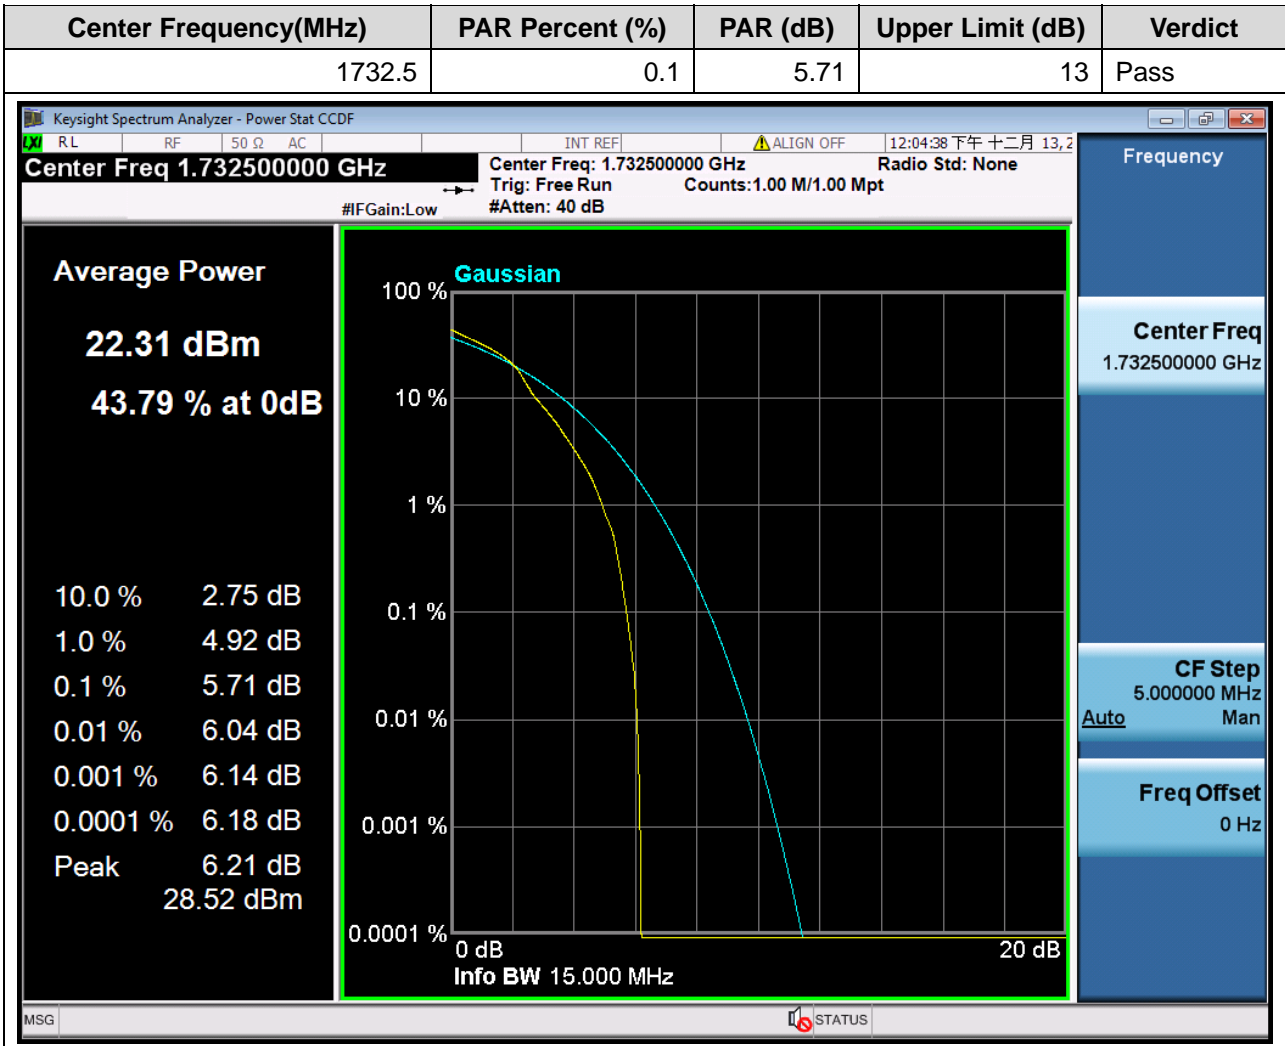 Center Frequency(MHz) PAR Percent (%) PAR (dB) Upper Limit (dB) Verdict
1732.5 0.1 5.71 13 Pass
Keysight Spectrum Analyzer - Power Stat CCDF
LXI RL RF 50 Ω AC INT REF ALIGN OFF 12:04:38 下午 十二月 13, 2
Center Freq 1.732500000 GHz
Center Freq: 1.732500000 GHz Radio Std: None
Trig: Free Run Counts:1.00 M/1.00 Mpt
#IFGain:Low #Atten: 40 dB
Average Power
22.31 dBm
43.79 % at 0dB
10.0 % 2.75 dB
1.0 % 4.92 dB
0.1 % 5.71 dB
0.01 % 6.04 dB
0.001 % 6.14 dB
0.0001 % 6.18 dB
Peak 6.21 dB
28.52 dBm
Gaussian
100 %
10 %
1 %
0.1 %
0.01 %
0.001 %
0.0001 %
0 dB 20 dB
Info BW 15.000 MHz
Frequency
Center Freq
1.732500000 GHz
CF Step
5.000000 MHz
Auto Man
Freq Offset
0 Hz
MSG STATUS